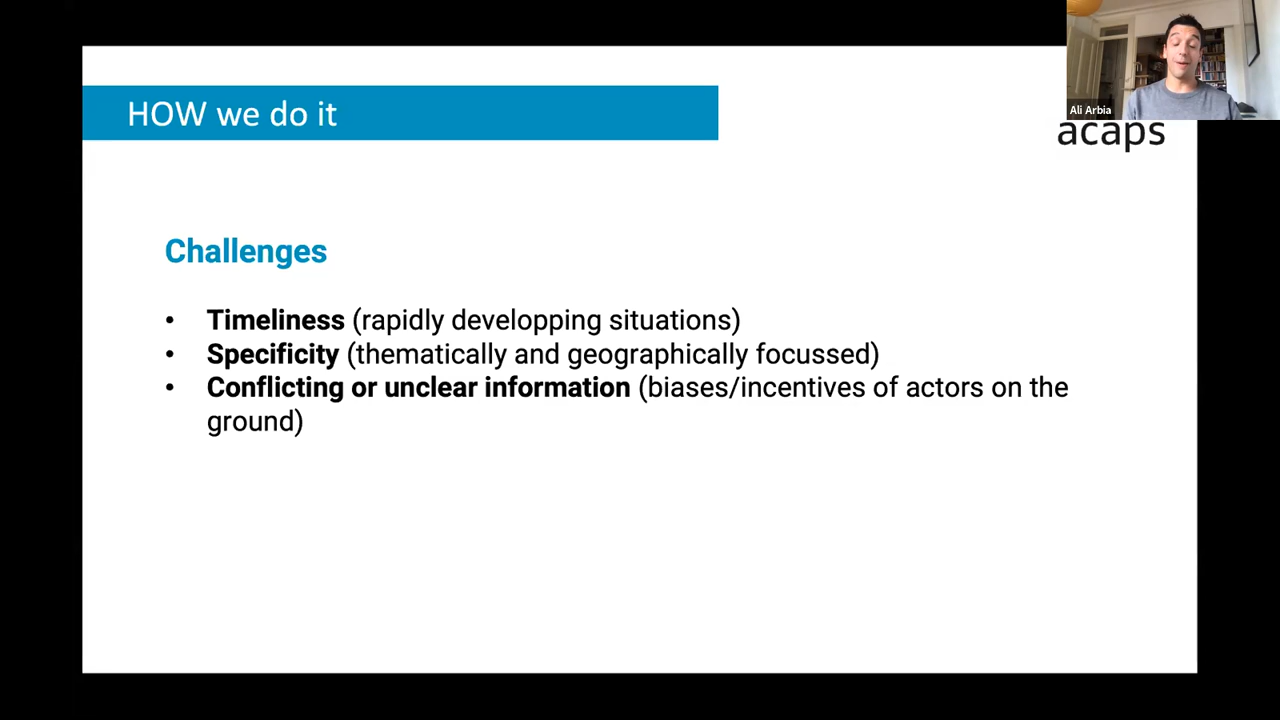 HOW we do it
Ali Arbia
acaps
Challenges
• Timeliness (rapidly developping situations)
• Specificity (thematically and geographically focussed)
• Conflicting or unclear information (biases/incentives of actors on the
ground)